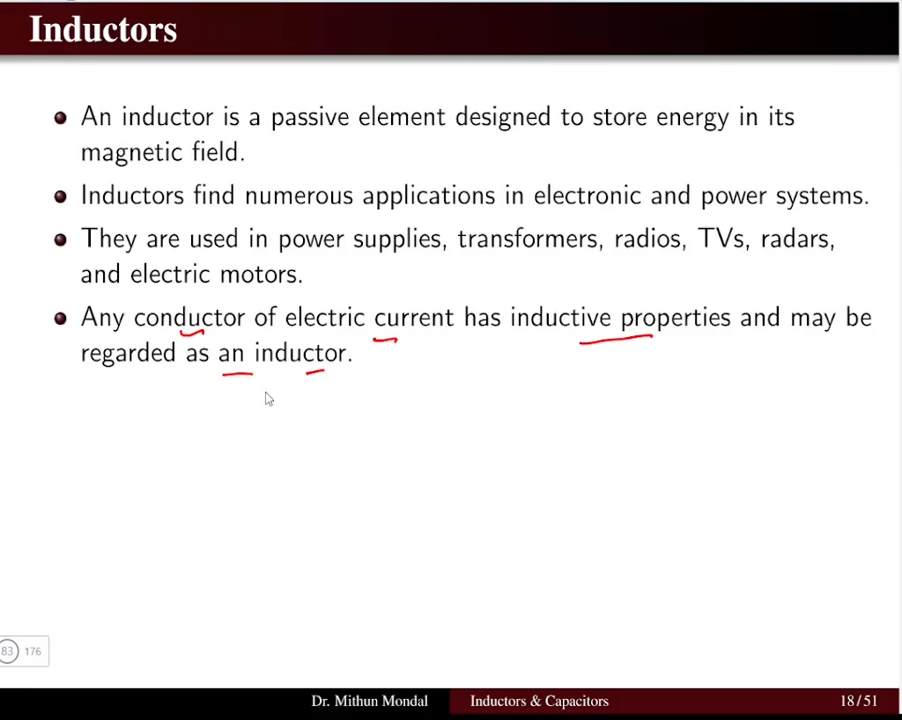 Inductors
An inductor is a passive element designed to store energy in its
magnetic field.
Inductors find numerous applications in electronic and power systems.
They are used in power supplies, transformers, radios, TVs, radars,
and electric motors.
Any conductor of electric current has inductive properties and may be
regarded as an inductor.
83 176
Dr. Mithun Mondal Inductors & Capacitors 18/51